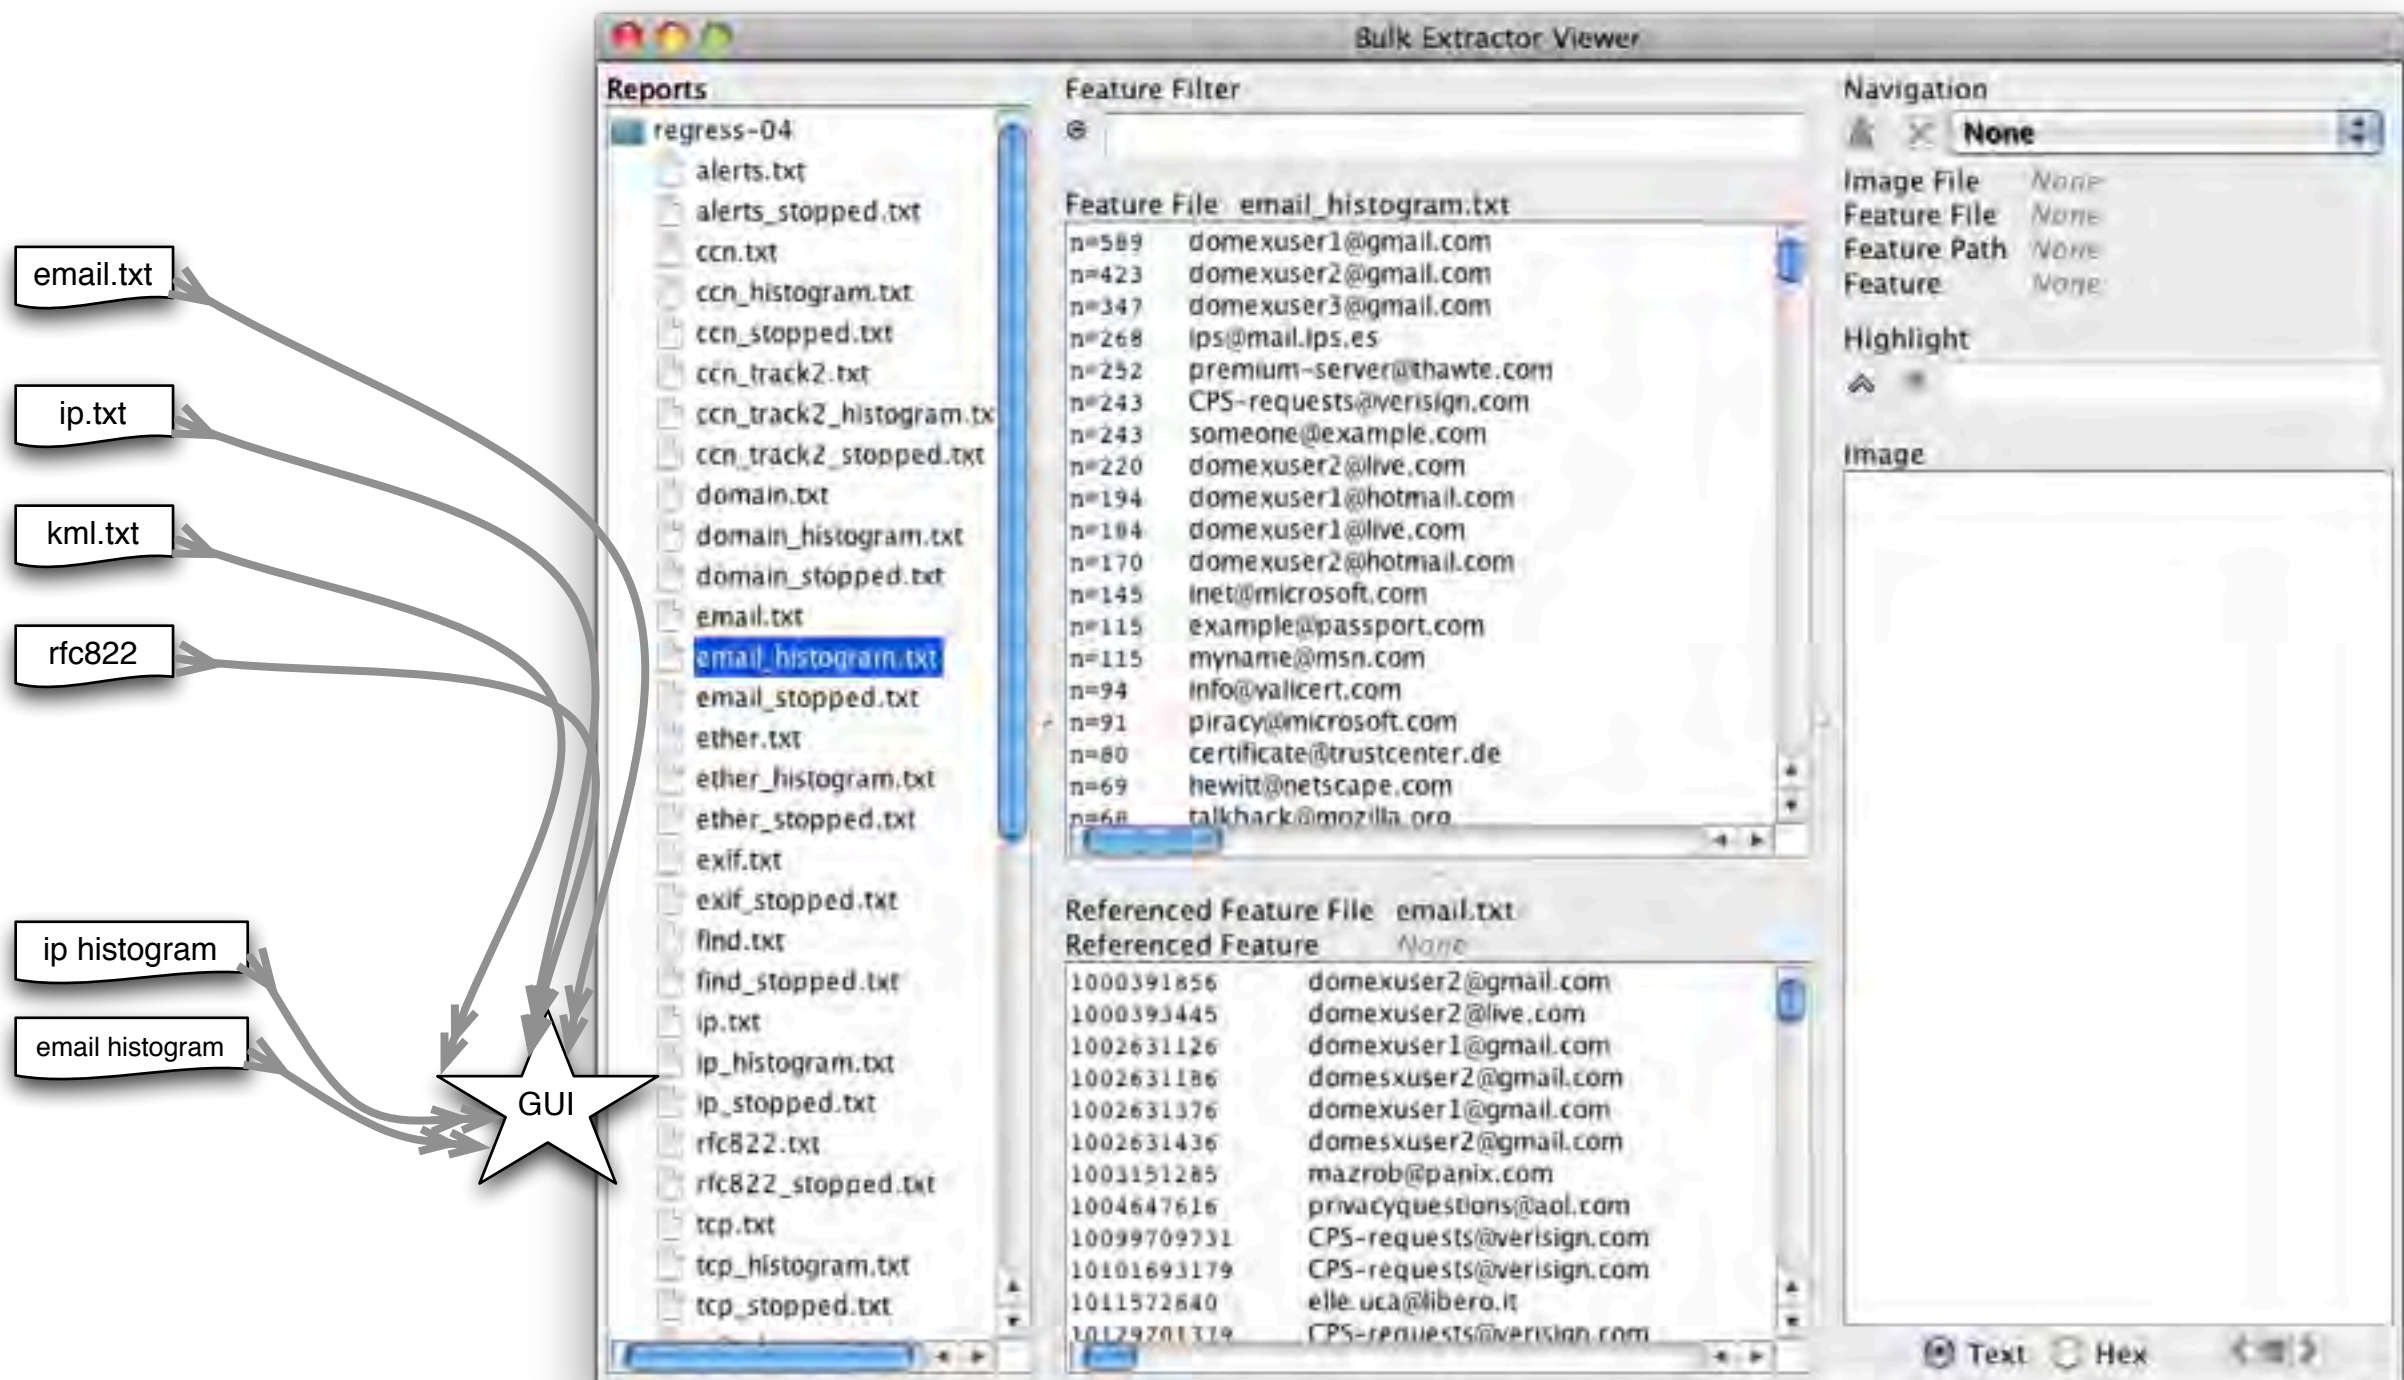 email.txt
ip.txt
kml.txt
rfc822
ip histogram
email histogram
GUI
Bulk Extractor Viewer
Reports
regress-04
alerts.txt
alerts_stopped.txt
ccn.txt
ccn_histogram.txt
ccn_stopped.txt
ccn_track2.txt
ccn_track2_histogram.tx
ccn_track2_stopped.txt
domain.txt
domain_histogram.txt
domain_stopped.txt
email.txt
email_histogram.txt
email_stopped.txt
ether.txt
ether_histogram.txt
ether_stopped.txt
exif.txt
exif_stopped.txt
find.txt
find_stopped.txt
ip.txt
ip_histogram.txt
ip_stopped.txt
rfc822.txt
rfc822_stopped.txt
tcp.txt
tcp_histogram.txt
tcp_stopped.txt
Feature Filter
Feature File email_histogram.txt
n=589 domexuser1@gmail.com
n=423 domexuser2@gmail.com
n=347 domexuser3@gmail.com
n=268 ips@mail.ips.es
n=252 premium-server@thawte.com
n=243 CPS-requests@verisign.com
n=243 someone@example.com
n=220 domexuser2@live.com
n=194 domexuser1@hotmail.com
n=184 domexuser1@live.com
n=170 domexuser2@hotmail.com
n=145 inet@microsoft.com
n=115 example@passport.com
n=115 myname@msn.com
n=94 info@valicert.com
n=91 piracy@microsoft.com
n=80 certificate@trustcenter.de
n=69 hewitt@netscape.com
n=68 talkback@mozilla.org
Referenced Feature File email.txt
Referenced Feature None
1000391856 domexuser2@gmail.com
1000393445 domexuser2@live.com
1002631126 domexuser1@gmail.com
1002631186 domesxuser2@gmail.com
1002631376 domexuser1@gmail.com
1002631436 domesxuser2@gmail.com
1003151285 mazrob@panix.com
1004647616 privacyquestions@aol.com
10099709731 CPS-requests@verisign.com
10101693179 CPS-requests@verisign.com
1011572640 elle.uca@libero.it
10129701379 CPS-requests@verisign.com
Navigation
None
Image File None
Feature File None
Feature Path None
Feature None
Highlight
Image
Text Hex